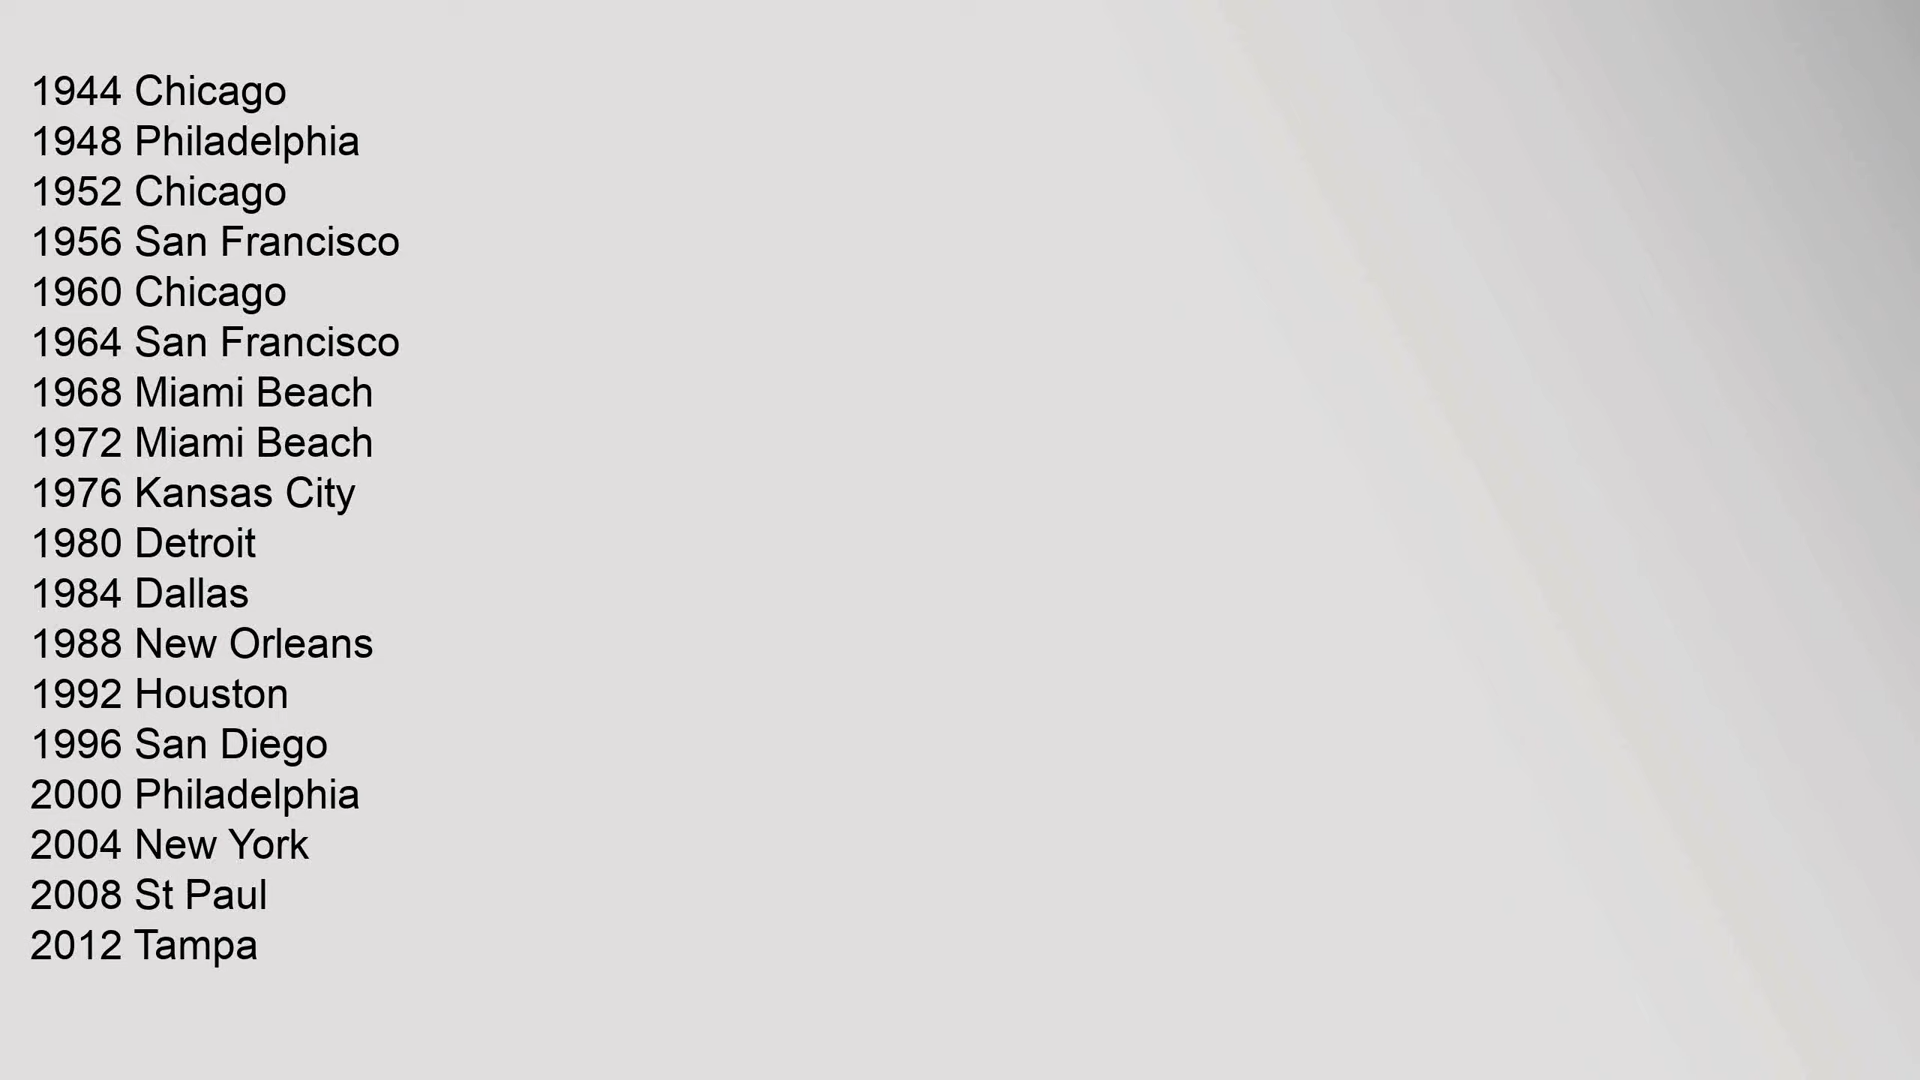 1944 Chicago
1948 Philadelphia
1952 Chicago
1956 San Francisco
1960 Chicago
1964 San Francisco
1968 Miami Beach
1972 Miami Beach
1976 Kansas City
1980 Detroit
1984 Dallas
1988 New Orleans
1992 Houston
1996 San Diego
2000 Philadelphia
2004 New York
2008 St Paul
2012 Tampa